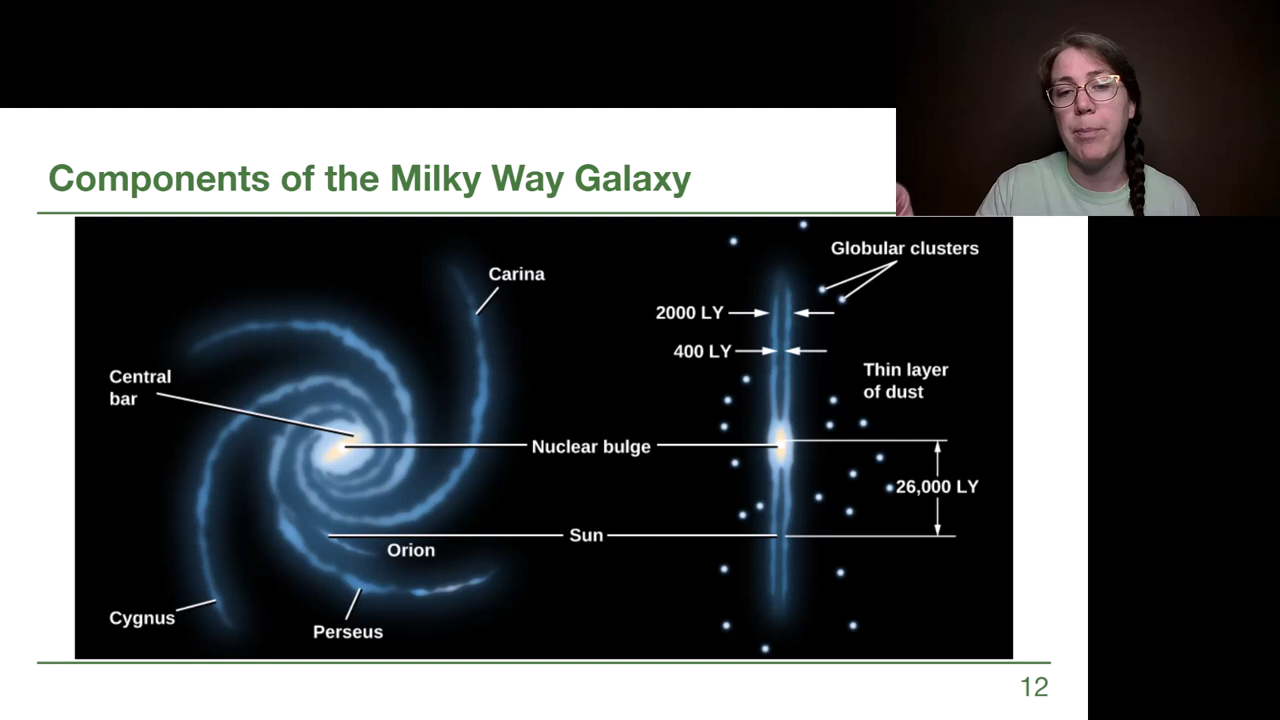 Components of the Milky Way Galaxy
Carina
Central
bar
Nuclear bulge
Sun
Orion
Cygnus
Perseus
Globular clusters
2000 LY
400 LY
Thin layer
of dust
26,000 LY
12